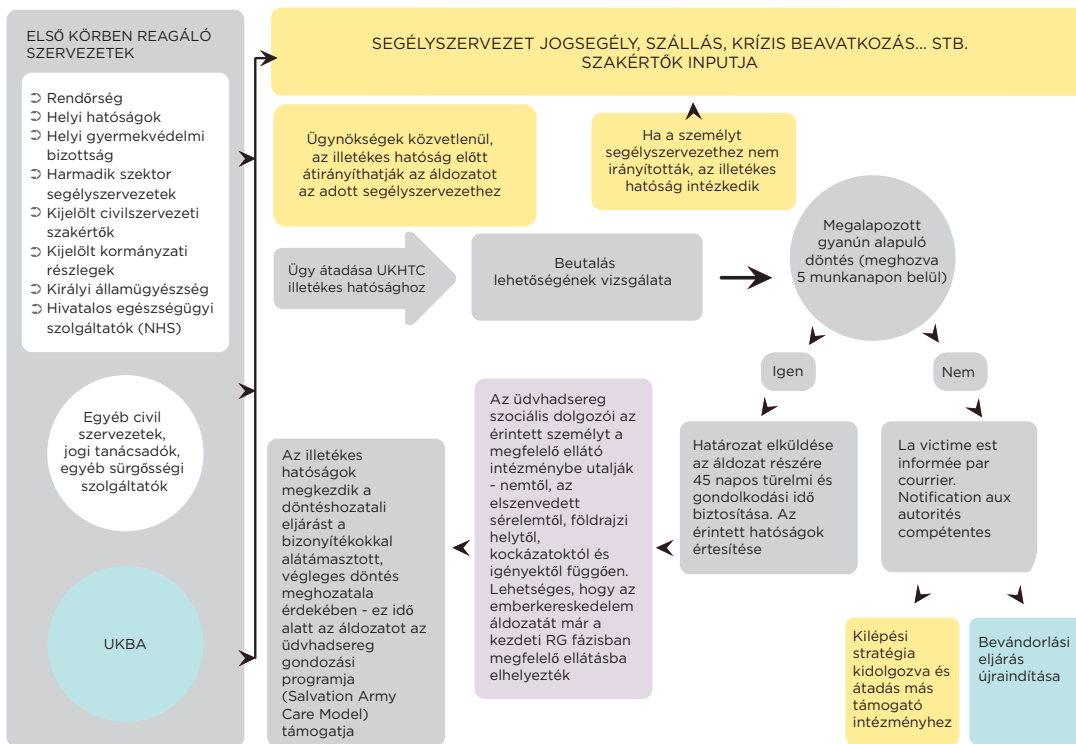 ELSŐ KÖRBEN REAGÁLÓ
SZERVEZETEK
➲ Rendőrség
➲ Helyi hatóságok
➲ Helyi gyermekvédelmi
bizottság
➲ Harmadik szektor
segélyszervezetek
➲ Kijelölt civilszervezeti
szakértők
➲ Kijelölt kormányzati
részlegek
➲ Királyi államügyészség
➲ Hivatalos egészségügyi
szolgáltatók (NHS)
Egyéb civil
szervezetek,
jogi tanácsadók,
egyéb sürgősségi
szolgáltatók
UKBA
SEGÉLYSZERVEZET JOGSEGÉLY, SZÁLLÁS, KRÍZIS BEAVATKOZÁS... STB.
SZAKÉRTŐK INPUTJA
Ügynökségek közvetlenül,
az illetékes hatóság előtt
átirányíthatják az áldozatot
az adott segélyszervezethez
Ha a személyt
segélyszervezethez nem
irányították, az illetékes
hatóság intézkedik
Ügy átadása UKHTC
illetékes hatósághoz
Beutalás
lehetőségének vizsgálata
Megalapozott
gyanún alapuló
döntés (meghozva
5 munkanapon belül)
Igen
Nem
Határozat elküldése
az áldozat részére
45 napos türelmi és
gondolkodási idő
biztosítása. Az
érintett hatóságok
értesítése
La victime est
informée par
courrier.
Notification aux
autorités
compétentes
Az üdvhadsereg
szociális dolgozói az
érintett személyt a
megfelelő ellátó
intézménybe utalják
- nemtől, az
elszenvedett
sérelemtől, földrajzi
helytől,
kockázatoktól és
igényektől függően.
Lehetséges, hogy az
emberkereskedelem
áldozatát már a
kezdeti RG fázisban
megfelelő ellátásba
elhelyezték
Az illetékes
hatóságok
megkezdik a
döntéshozatali
eljárást a
bizonyítékokkal
alátámasztott,
végleges döntés
meghozatala
érdekében - ez idő
alatt az áldozatot az
üdvhadsereg
gondozási
programja
(Salvation Army
Care Model)
támogatja
Kilépési
stratégia
kidolgozva és
átadás más
támogató
intézményhez
Bevándorlási
eljárás
újraindítása